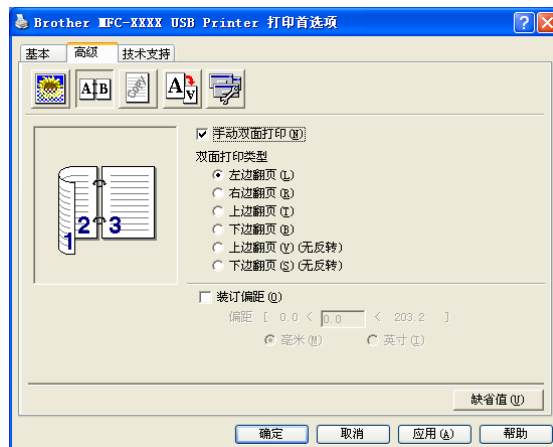 Brother MFC-XXXX USB Printer 打印首选项
基本 高级 技术支持
A B copy A V
手动双面打印(N)
双面打印类型
左边翻页(L)
右边翻页(R)
上边翻页(T)
下边翻页(B)
上边翻页(V)(无反转)
下边翻页(S)(无反转)
1 2 3
装订偏距(O)
偏距 [ 0.0 < 0.0 < 203.2 ]
毫米(M) 英寸(I)
缺省值(U)
确定 取消 应用(A) 帮助